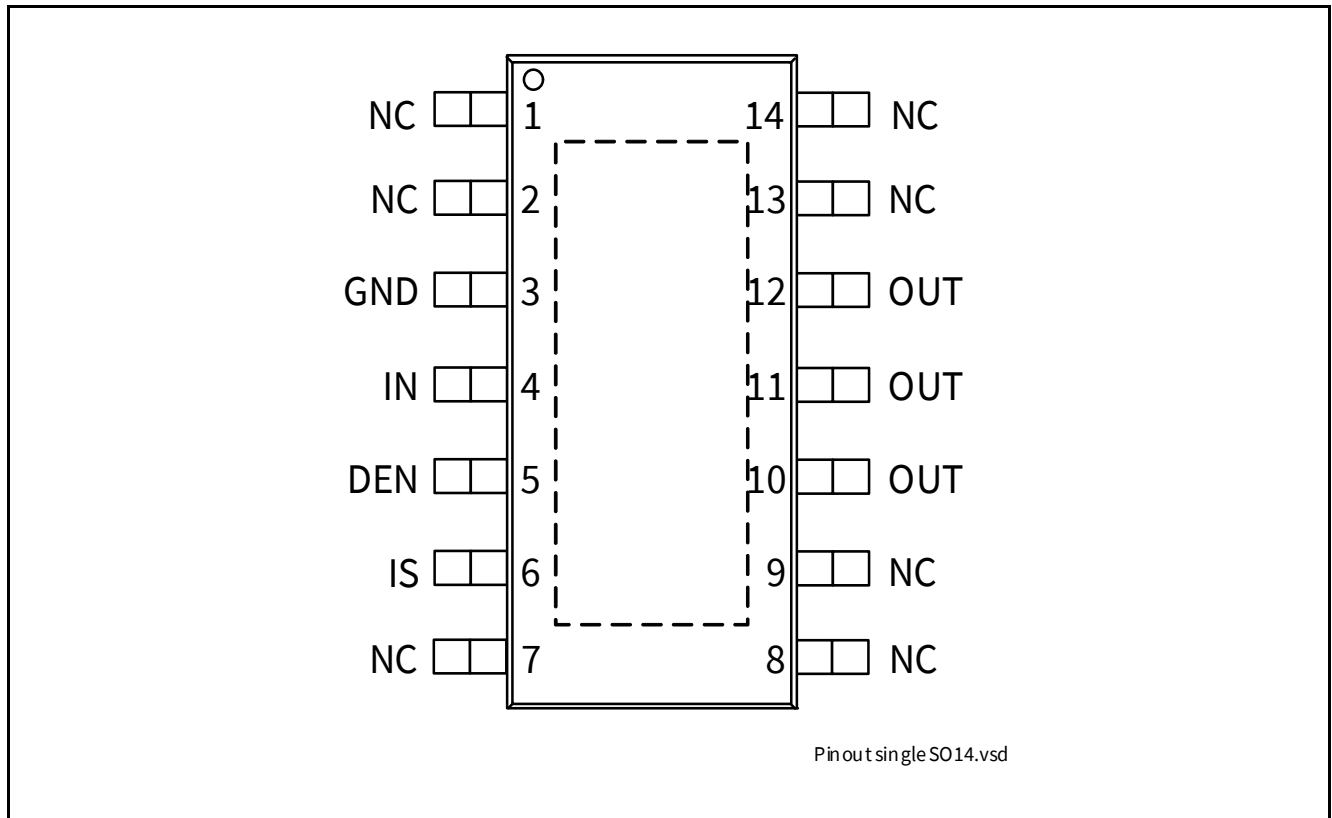 NC 1 14 NC
NC 2 13 NC
GND 3 12 OUT
IN 4 11 OUT
DEN 5 10 OUT
IS 6 9 NC
NC 7 8 NC
Pinout single SO14.vsd